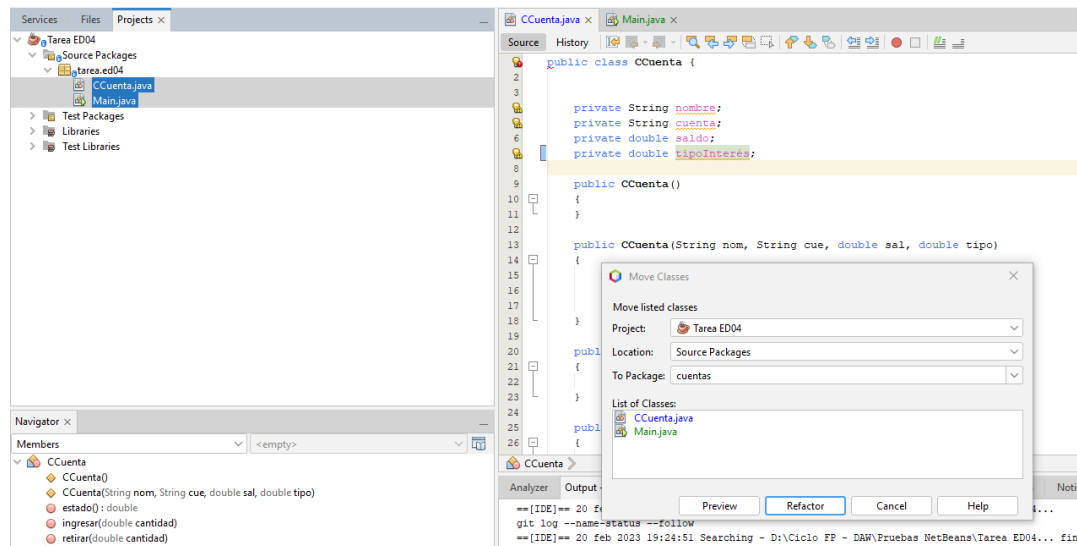 Services Files Projects
Tarea ED04
Source Packages
tarea.ed04
CCuenta.java
Main.java
Test Packages
Libraries
Test Libraries
Navigator
Members <empty>
CCuenta
CCuenta()
CCuenta(String nom, String cue, double sal, double tipo)
estado() : double
ingresar(double cantidad)
retirar(double cantidad)
CCuenta.java Main.java
Source History
public class CCuenta {
2
3
private String nombre;
private String cuenta;
6 private double saldo;
private double tipoInterés;
8
9 public CCuenta()
10 {
11 }
12
13 public CCuenta(String nom, String cue, double sal, double tipo)
14 {
15
16
17
18 }
19
20 publ
21 {
22
23 }
24
25 publ
26 {
CCuenta
Move Classes
Move listed classes
Project: Tarea ED04
Location: Source Packages
To Package: cuentas
List of Classes:
CCuenta.java
Main.java
Preview Refactor Cancel Help
Analyzer Output - Noti
==[IDE]== 20 fe 4...
git log --name-status --follow
==[IDE]== 20 feb 2023 19:24:51 Searching - D:\Ciclo FP - DAW\Pruebas NetBeans\Tarea ED04... fin